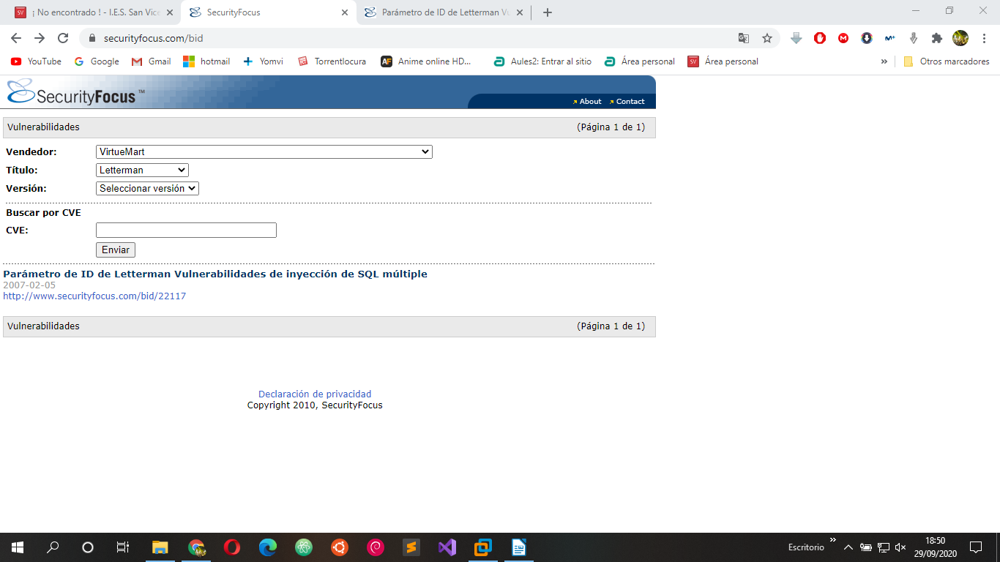 ¡ No encontrado ! - I.E.S. San Vice
SecurityFocus
Parámetro de ID de Letterman Vu
securityfocus.com/bid
YouTube
Google
Gmail
hotmail
Yomvi
Torrentlocura
Anime online HD...
Aules2: Entrar al sitio
Área personal
SV
Área personal
»
Otros marcadores
SecurityFocus ™
About
Contact
Vulnerabilidades (Página 1 de 1)
Vendedor: VirtueMart
Título: Letterman
Versión: Seleccionar versión
Buscar por CVE
CVE:
Enviar
Parámetro de ID de Letterman Vulnerabilidades de inyección de SQL múltiple
2007-02-05
http://www.securityfocus.com/bid/22117
Vulnerabilidades (Página 1 de 1)
Declaración de privacidad
Copyright 2010, SecurityFocus
Escritorio
»
18:50
29/09/2020